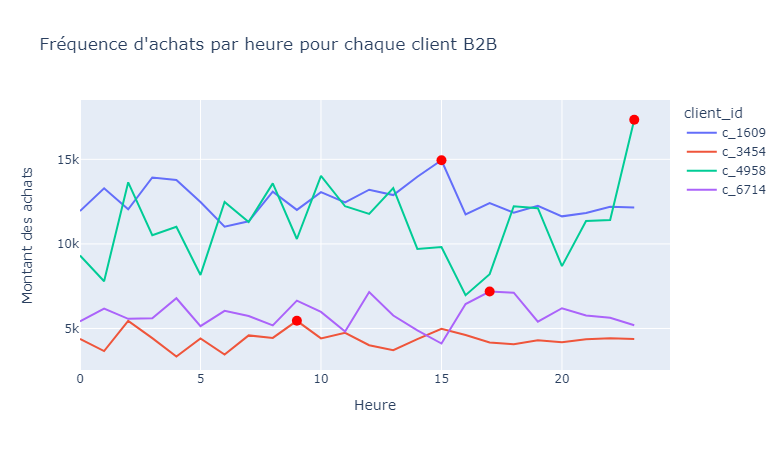 Fréquence d'achats par heure pour chaque client B2B
client_id
c_1609
c_3454
c_4958
c_6714
Montant des achats
15k
10k
5k
0 5 10 15 20
Heure